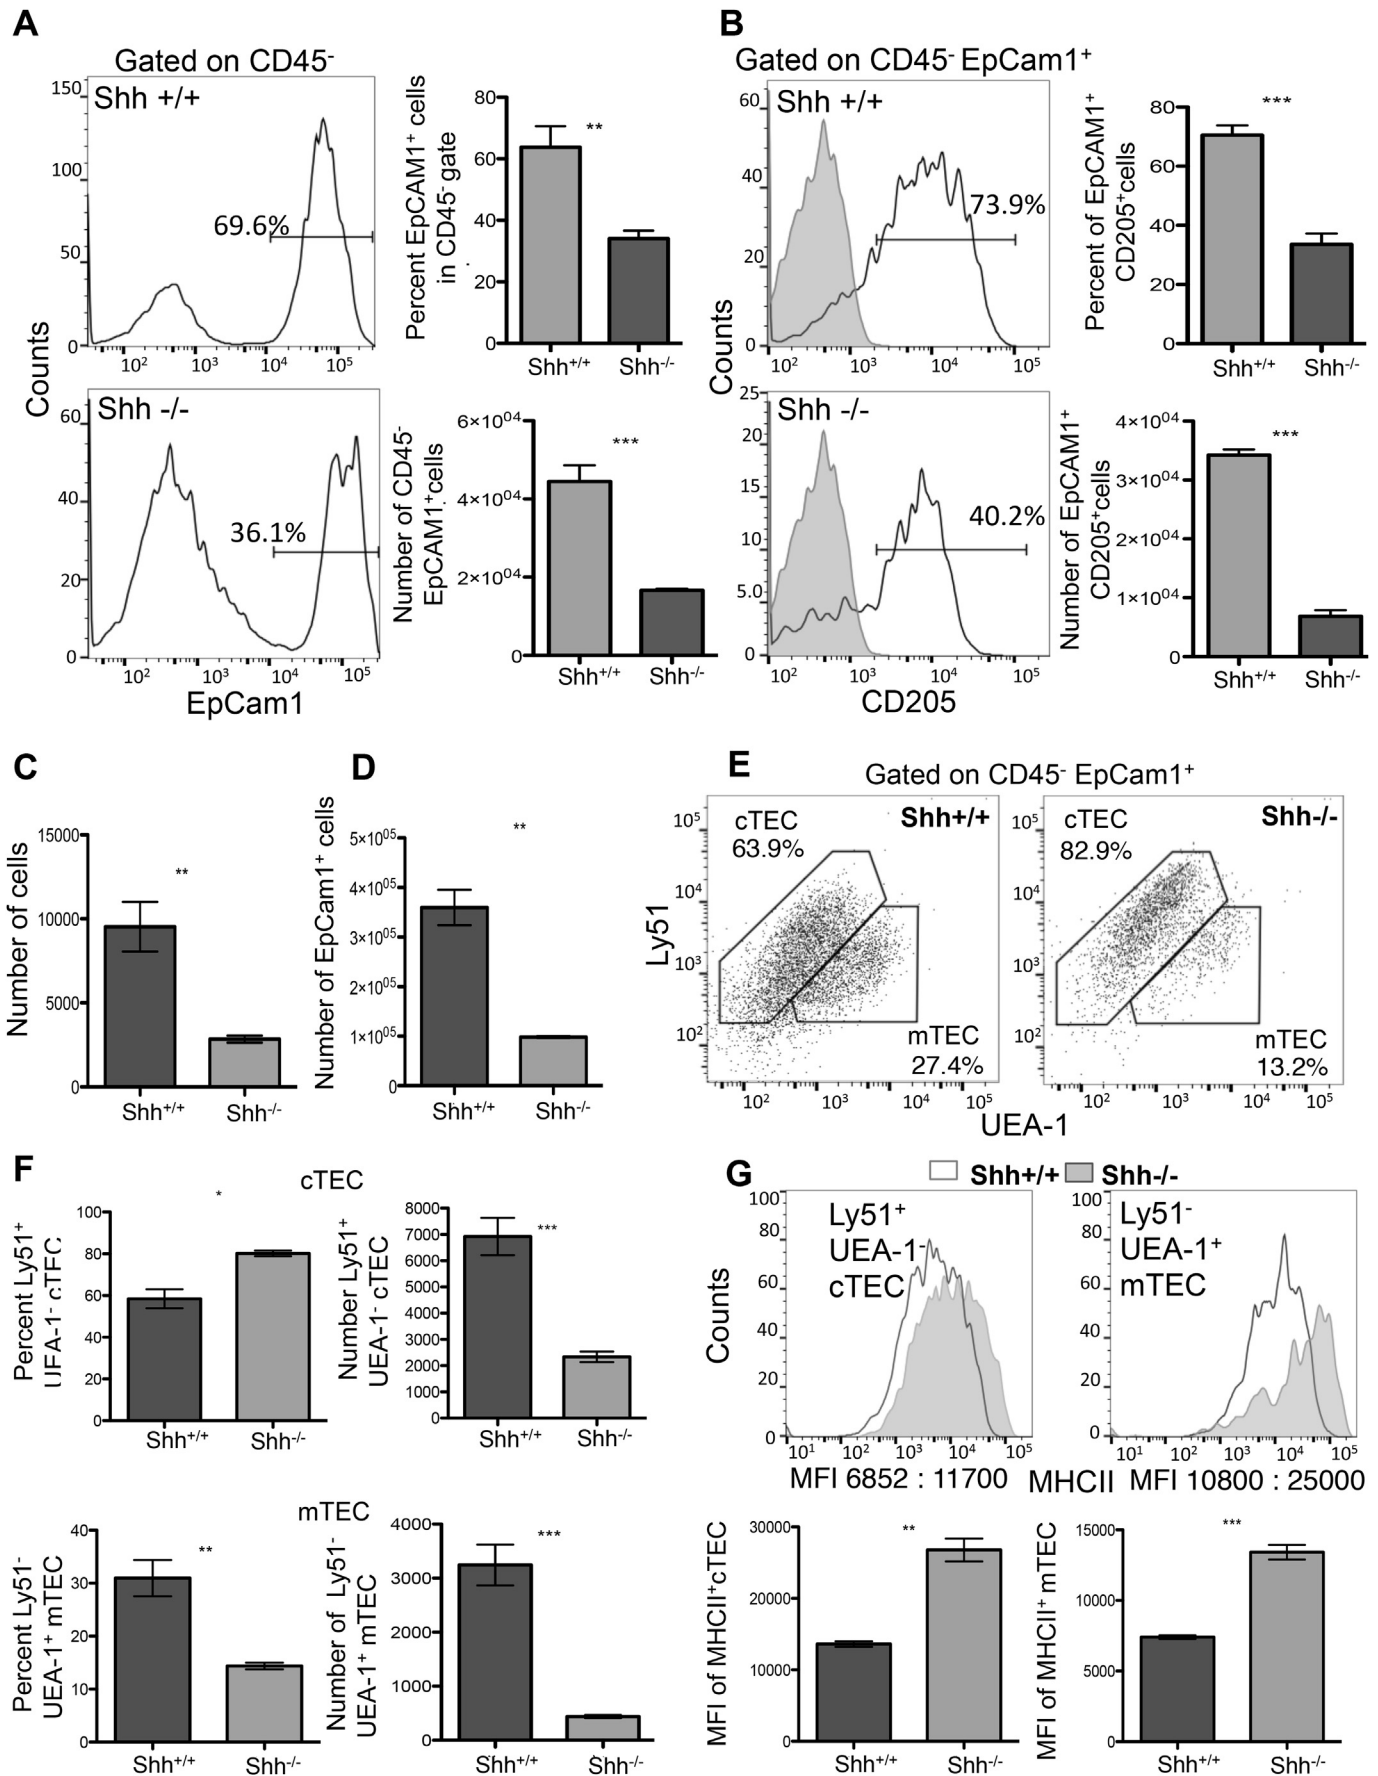 A
Gated on CD45-
Shh +/+
150
100
50
0
69.6%
10² 10³ 10⁴ 10⁵
Counts
Shh -/-
60
40
20
0
36.1%
10² 10³ 10⁴ 10⁵
EpCam1
Percent EpCAM1⁺ cells
in CD45⁻ gate
80
60
40
20
0
**
Shh+/+ Shh-/-
Number of CD45-
EpCAM1⁺cells
6×10⁰⁴
4×10⁰⁴
2×10⁰⁴
0
***
Shh+/+ Shh-/-
B
Gated on CD45- EpCam1⁺
Shh +/+
60
40
20
0
73.9%
10² 10³ 10⁴ 10⁵
Counts
Shh -/-
25
20
15
10
5.0
0
40.2%
10² 10³ 10⁴ 10⁵
CD205
Percent of EpCAM1⁺
CD205⁺cells
80
60
40
20
0
***
Shh+/+ Shh-/-
Number of EpCAM1⁺
CD205⁺cells
4×10⁰⁴
3×10⁰⁴
2×10⁰⁴
1×10⁰⁴
0
***
Shh+/+ Shh-/-
C
Number of cells
15000
10000
5000
0
**
Shh+/+ Shh-/-
D
Number of EpCam1⁺ cells
5×10⁰⁵
4×10⁰⁵
3×10⁰⁵
2×10⁰⁵
1×10⁰⁵
0
**
Shh+/+ Shh-/-
E
Gated on CD45- EpCam1⁺
Ly51
10⁵
10⁴
10³
10²
cTEC
63.9%
Shh+/+
mTEC
27.4%
10² 10³ 10⁴ 10⁵
10⁵
10⁴
10³
10²
cTEC
82.9%
Shh-/-
mTEC
13.2%
10² 10³ 10⁴ 10⁵
UEA-1
F
cTEC
Percent Ly51⁺
UEA-1- cTEC
100
80
60
40
20
0
*
Shh+/+ Shh-/-
Number Ly51⁺
UEA-1- cTEC
8000
7000
6000
5000
4000
3000
2000
1000
0
***
Shh+/+ Shh-/-
mTEC
Percent Ly51-
UEA-1⁺ mTEC
40
30
20
10
0
**
Shh+/+ Shh-/-
Number of Ly51-
UEA-1⁺ mTEC
4000
3000
2000
1000
0
***
Shh+/+ Shh-/-
G
Shh+/+ Shh-/-
Counts
100
80
60
40
20
0
Ly51⁺
UEA-1-
cTEC
10¹ 10² 10³ 10⁴ 10⁵
100
80
60
40
20
0
Ly51-
UEA-1⁺
mTEC
10¹ 10² 10³ 10⁴ 10⁵
MFI 6852 : 11700 MHCII MFI 10800 : 25000
MFI of MHCII⁺cTEC
30000
20000
10000
0
**
Shh+/+ Shh-/-
MFI of MHCII⁺ mTEC
15000
10000
5000
0
***
Shh+/+ Shh-/-